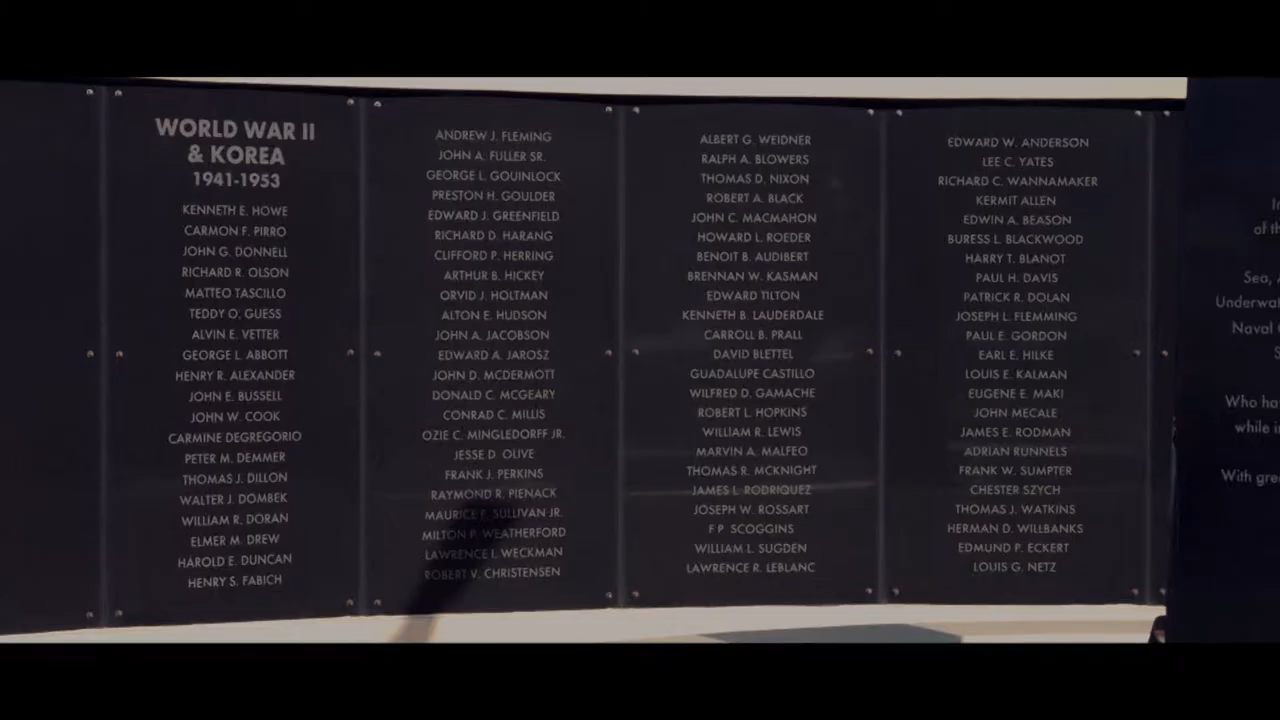 WORLD WAR II
& KOREA
1941-1953
KENNETH E. HOWE
CARMON F. PIRRO
JOHN G. DONNELL
RICHARD R. OLSON
MATTEO TASCILLO
TEDDY O. GUESS
ALVIN E. VETTER
GEORGE L. ABBOTT
HENRY R. ALEXANDER
JOHN E. BUSSELL
JOHN W. COOK
CARMINE DEGREGORIO
PETER M. DEMMER
THOMAS J. DILLON
WALTER J. DOMBEK
WILLIAM R. DORAN
ELMER M. DREW
HAROLD E. DUNCAN
HENRY S. FABICH
ANDREW J. FLEMING
JOHN A. FULLER SR.
GEORGE L. GOUINLOCK
PRESTON H. GOULDER
EDWARD J. GREENFIELD
RICHARD D. HARANG
CLIFFORD P. HERRING
ARTHUR B. HICKEY
ORVID J. HOLTMAN
ALTON E. HUDSON
JOHN A. JACOBSON
EDWARD A. JAROSZ
JOHN D. MCDERMOTT
DONALD C. MCGEARY
CONRAD C. MILLIS
OZIE C. MINGLEDORFF JR.
JESSE D. OLIVE
FRANK J. PERKINS
RAYMOND R. PIENACK
MAURICE F. SULLIVAN JR.
MILTON P. WEATHERFORD
LAWRENCE L. WECKMAN
ROBERT V. CHRISTENSEN
ALBERT G. WEIDNER
RALPH A. BLOWERS
THOMAS D. NIXON
ROBERT A. BLACK
JOHN C. MACMAHON
HOWARD L. ROEDER
BENOIT B. AUDIBERT
BRENNAN W. KASMAN
EDWARD TILTON
KENNETH B. LAUDERDALE
CARROLL B. PRALL
DAVID BLETTEL
GUADALUPE CASTILLO
WILFRED D. GAMACHE
ROBERT L. HOPKINS
WILLIAM R. LEWIS
MARVIN A. MALFEO
THOMAS R. MCKNIGHT
JAMES L. RODRIQUEZ
JOSEPH W. ROSSART
F P SCOGGINS
WILLIAM L. SUGDEN
LAWRENCE R. LEBLANC
EDWARD W. ANDERSON
LEE C. YATES
RICHARD C. WANNAMAKER
KERMIT ALLEN
EDWIN A. BEASON
BURESS L. BLACKWOOD
HARRY T. BLANOT
PAUL H. DAVIS
PATRICK R. DOLAN
JOSEPH L. FLEMMING
PAUL E. GORDON
EARL E. HILKE
LOUIS E. KALMAN
EUGENE E. MAKI
JOHN MECALE
JAMES E. RODMAN
ADRIAN RUNNELS
FRANK W. SUMPTER
CHESTER SZYCH
THOMAS J. WATKINS
HERMAN D. WILLBANKS
EDMUND P. ECKERT
LOUIS G. NETZ
of
Sea,
Naval
Who
while
With